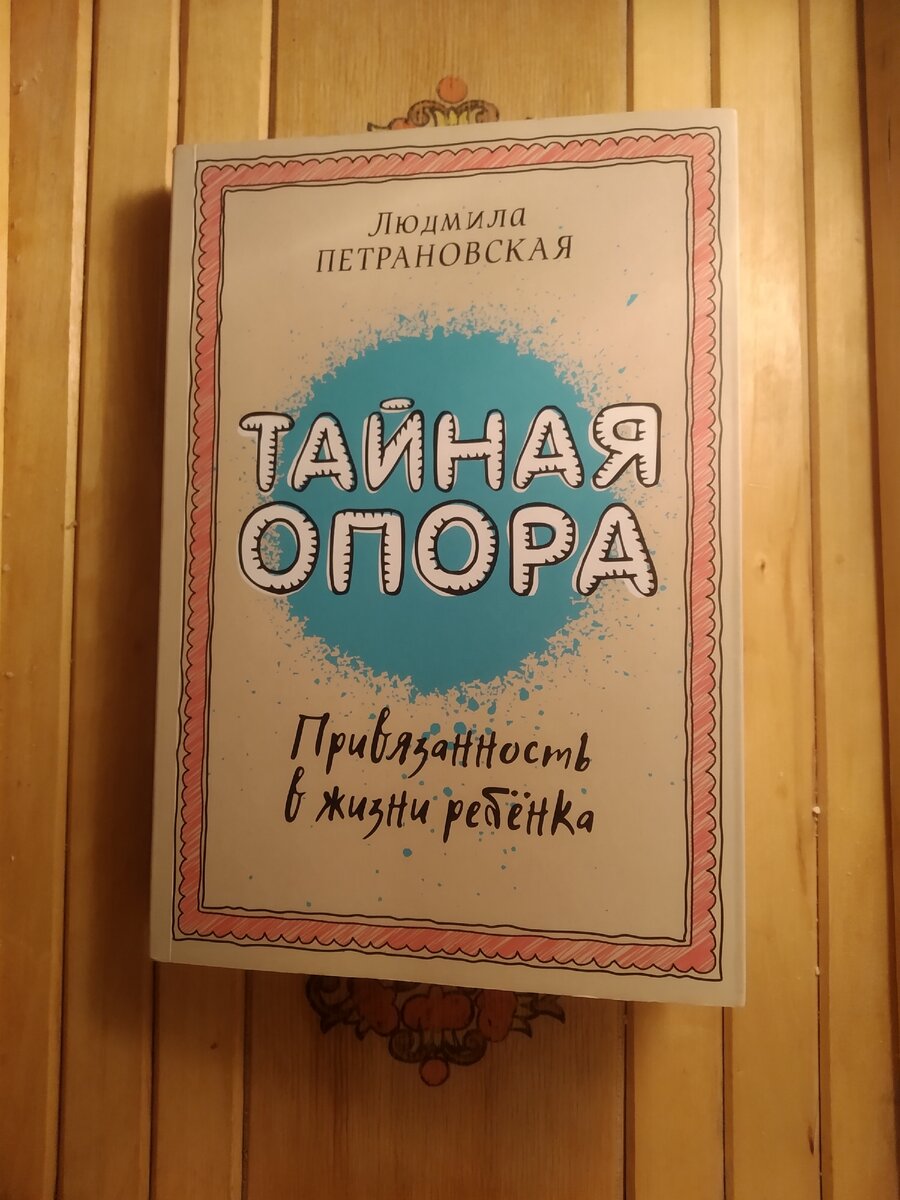 Людмила
ПЕТРАНОВСКАЯ
ТАЙНАЯ
ОПОРА
Привязанность
в жизни ребёнка